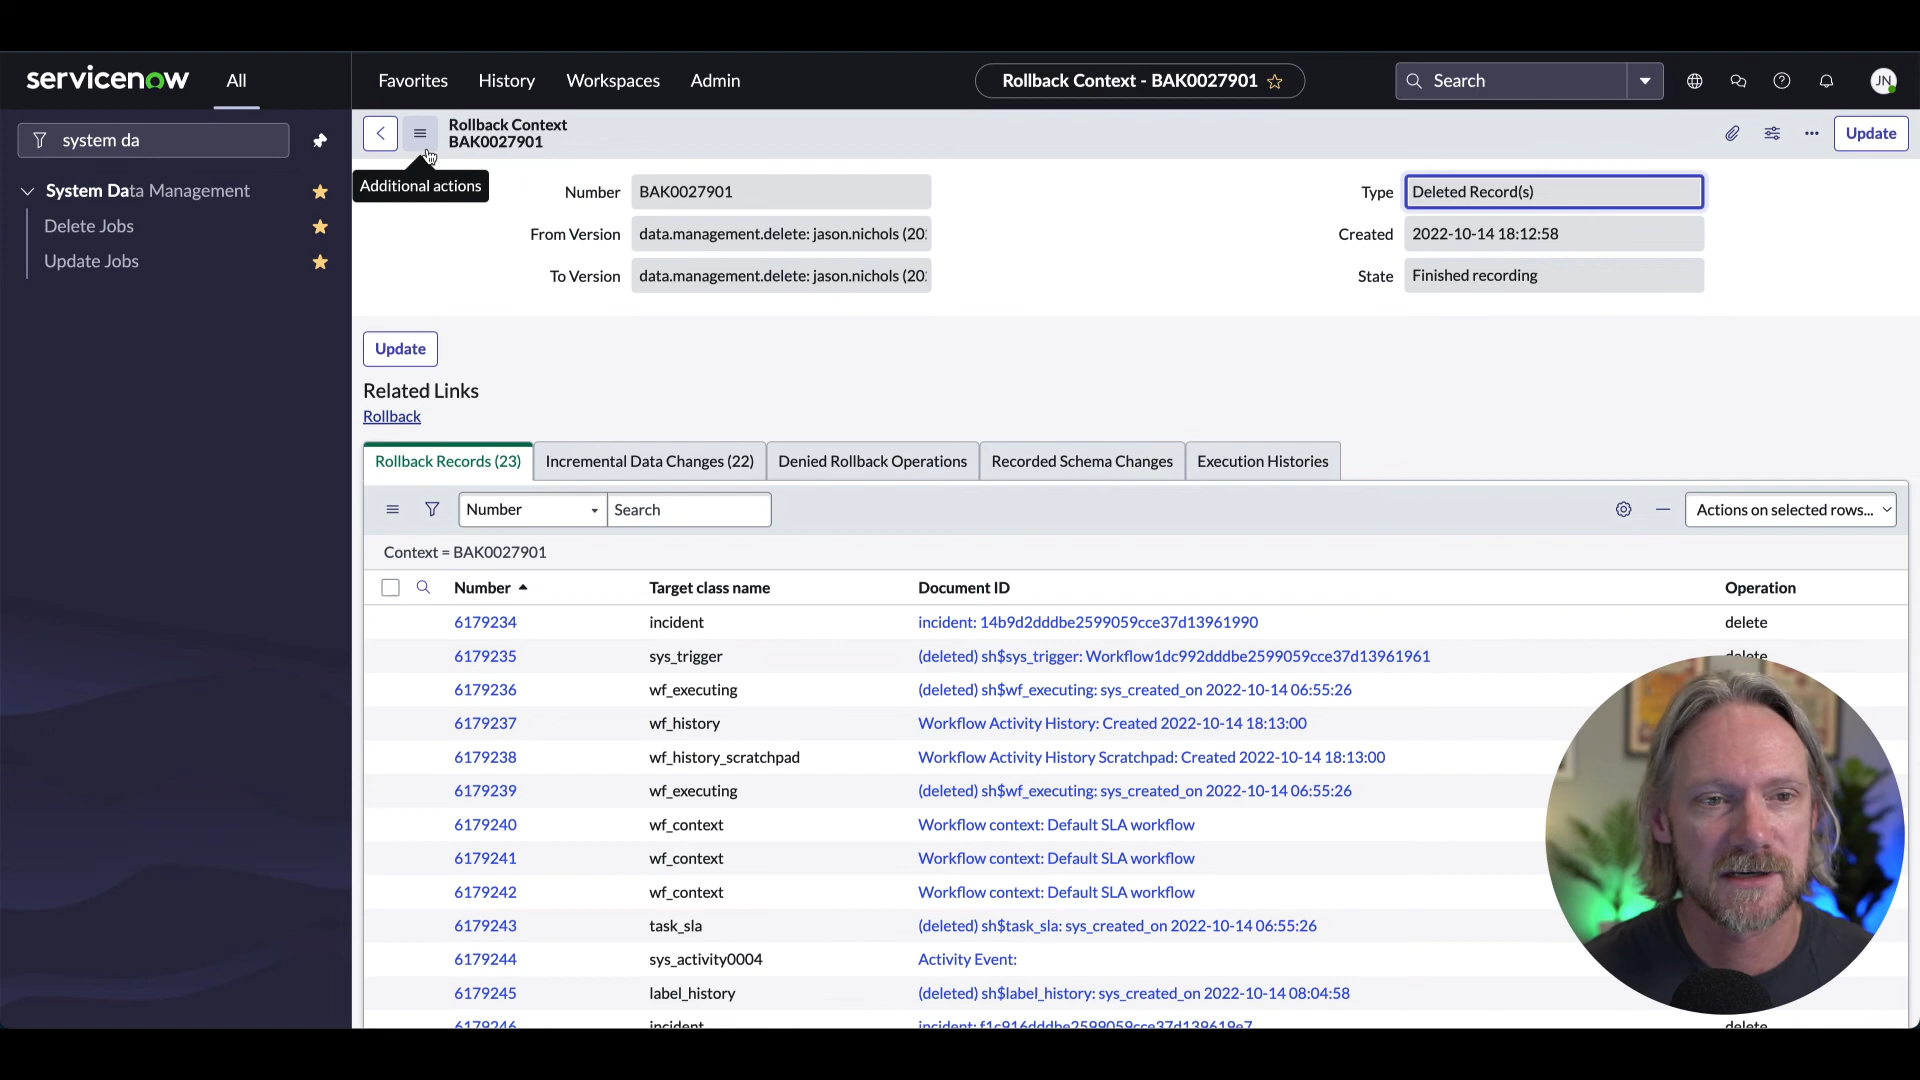 servicenow
All
Favorites
History
Workspaces
Admin
Rollback Context - BAK0027901
Search
JN
system da
System Data Management
Delete Jobs
Update Jobs
Rollback Context
BAK0027901
Update
Additional actions
Number
BAK0027901
Type
Deleted Record(s)
From Version
data.management.delete: jason.nichols (20
Created
2022-10-14 18:12:58
To Version
data.management.delete: jason.nichols (20
State
Finished recording
Update
Related Links
Rollback
Rollback Records (23)
Incremental Data Changes (22)
Denied Rollback Operations
Recorded Schema Changes
Execution Histories
Number
Search
Actions on selected rows...
Context = BAK0027901
Number
Target class name
Document ID
Operation
6179234 incident incident: 14b9d2dddbe2599059cce37d13961990 delete
6179235 sys_trigger (deleted) sh$sys_trigger: Workflow1dc992dddbe2599059cce37d13961961 delete
6179236 wf_executing (deleted) sh$wf_executing: sys_created_on 2022-10-14 06:55:26
6179237 wf_history Workflow Activity History: Created 2022-10-14 18:13:00
6179238 wf_history_scratchpad Workflow Activity History Scratchpad: Created 2022-10-14 18:13:00
6179239 wf_executing (deleted) sh$wf_executing: sys_created_on 2022-10-14 06:55:26
6179240 wf_context Workflow context: Default SLA workflow
6179241 wf_context Workflow context: Default SLA workflow
6179242 wf_context Workflow context: Default SLA workflow
6179243 task_sla (deleted) sh$task_sla: sys_created_on 2022-10-14 06:55:26
6179244 sys_activity0004 Activity Event:
6179245 label_history (deleted) sh$label_history: sys_created_on 2022-10-14 08:04:58
6179246 incident incident: f1c916dddbe2599059cce37d139619e7 delete